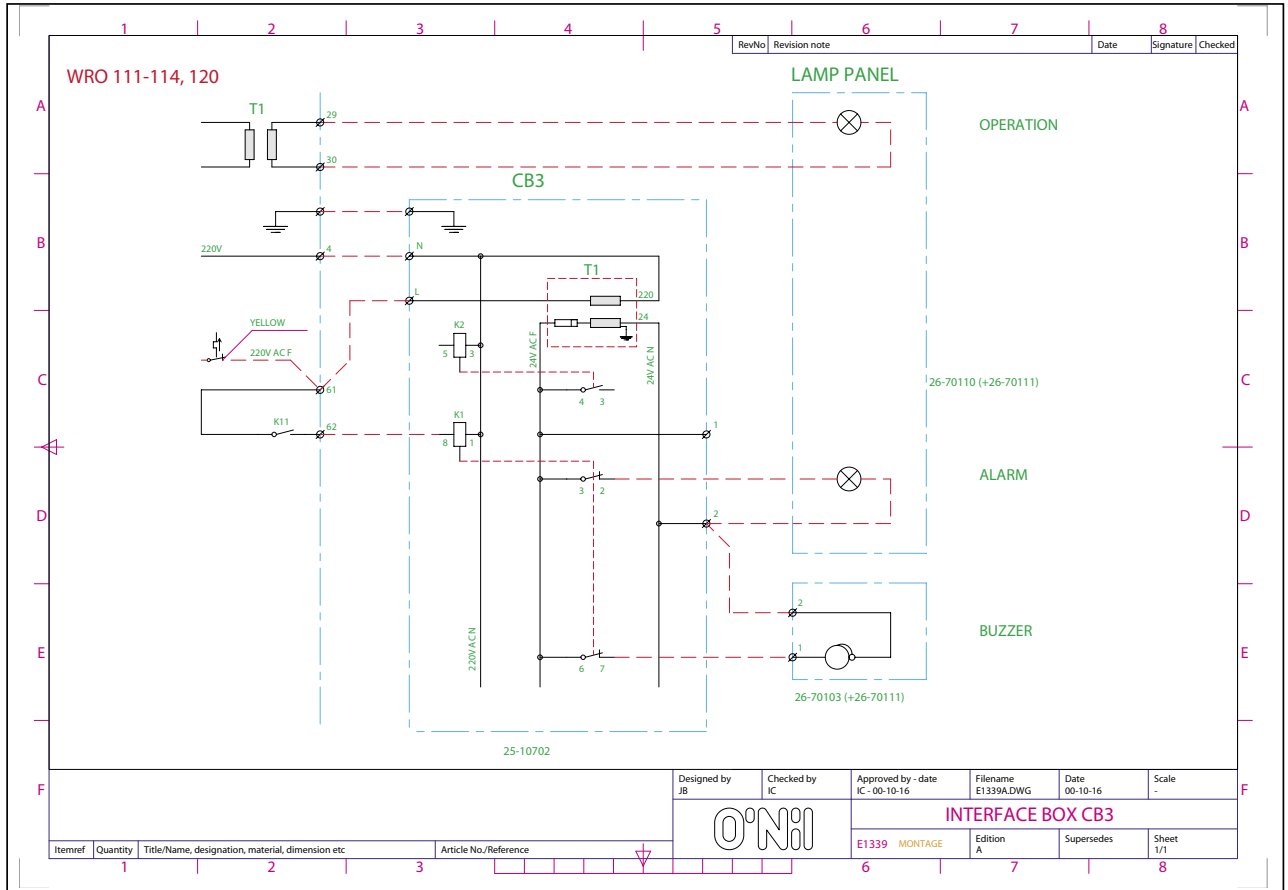 1 2 3 4 5 6 7 8
RevNo Revision note Date Signature Checked
WRO 111-114, 120
LAMP PANEL
A A
T1
29
OPERATION
30
CB3
B B
220V
4
N
T1
L
220
24
YELLOW
K2
220V AC F
5 3
24V AC F
24V AC N
C C
26-70110 (+26-70111)
61
4 3
K11
62
K1
8 1
1
ALARM
3 2
D D
2
2
BUZZER
E E
220V AC N
1
6 7
26-70103 (+26-70111)
25-10702
F F
Designed by Checked by Approved by - date Filename Date Scale
JB IC IC - 00-10-16 E1339A.DWG 00-10-16 -
O'Nil
INTERFACE BOX CB3
E1339 MONTAGE
Edition Supersedes Sheet
A 1/1
Itemref Quantity Title/Name, designation, material, dimension etc Article No./Reference
1 2 3 6 7 8